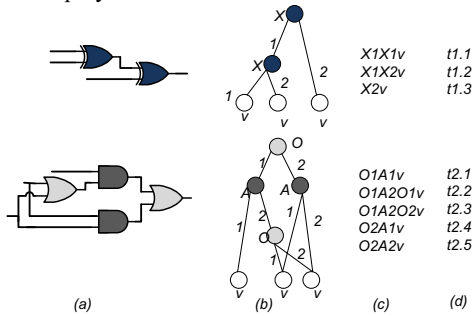 X
1
X
2
1
2
v
v
v
X1X1v t1.1
X1X2v t1.2
X2v t1.3
O
1
2
A
A
1
2
1
2
O
1
2
v
v
v
O1A1v t2.1
O1A2O1v t2.2
O1A2O2v t2.3
O2A1v t2.4
O2A2v t2.5
(a) (b) (c) (d)